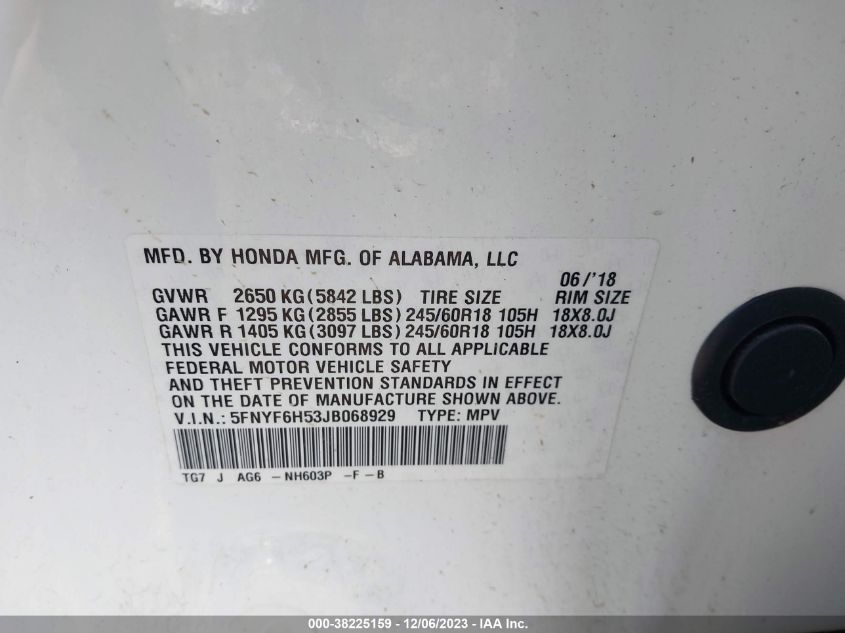 MFD. BY HONDA MFG. OF ALABAMA, LLC
06/'18
GVWR 2650 KG (5842 LBS) TIRE SIZE RIM SIZE
GAWR F 1295 KG (2855 LBS) 245/60R18 105H 18X8.0J
GAWR R 1405 KG (3097 LBS) 245/60R18 105H 18X8.0J
THIS VEHICLE CONFORMS TO ALL APPLICABLE
FEDERAL MOTOR VEHICLE SAFETY
AND THEFT PREVENTION STANDARDS IN EFFECT
ON THE DATE OF MANUFACTURE SHOWN ABOVE.
V.I.N.: 5FNYF6H53JB068929 TYPE: MPV
TG7 J AG6 -NH603P -F-B
000-38225159 - 12/06/2023 - IAA Inc.